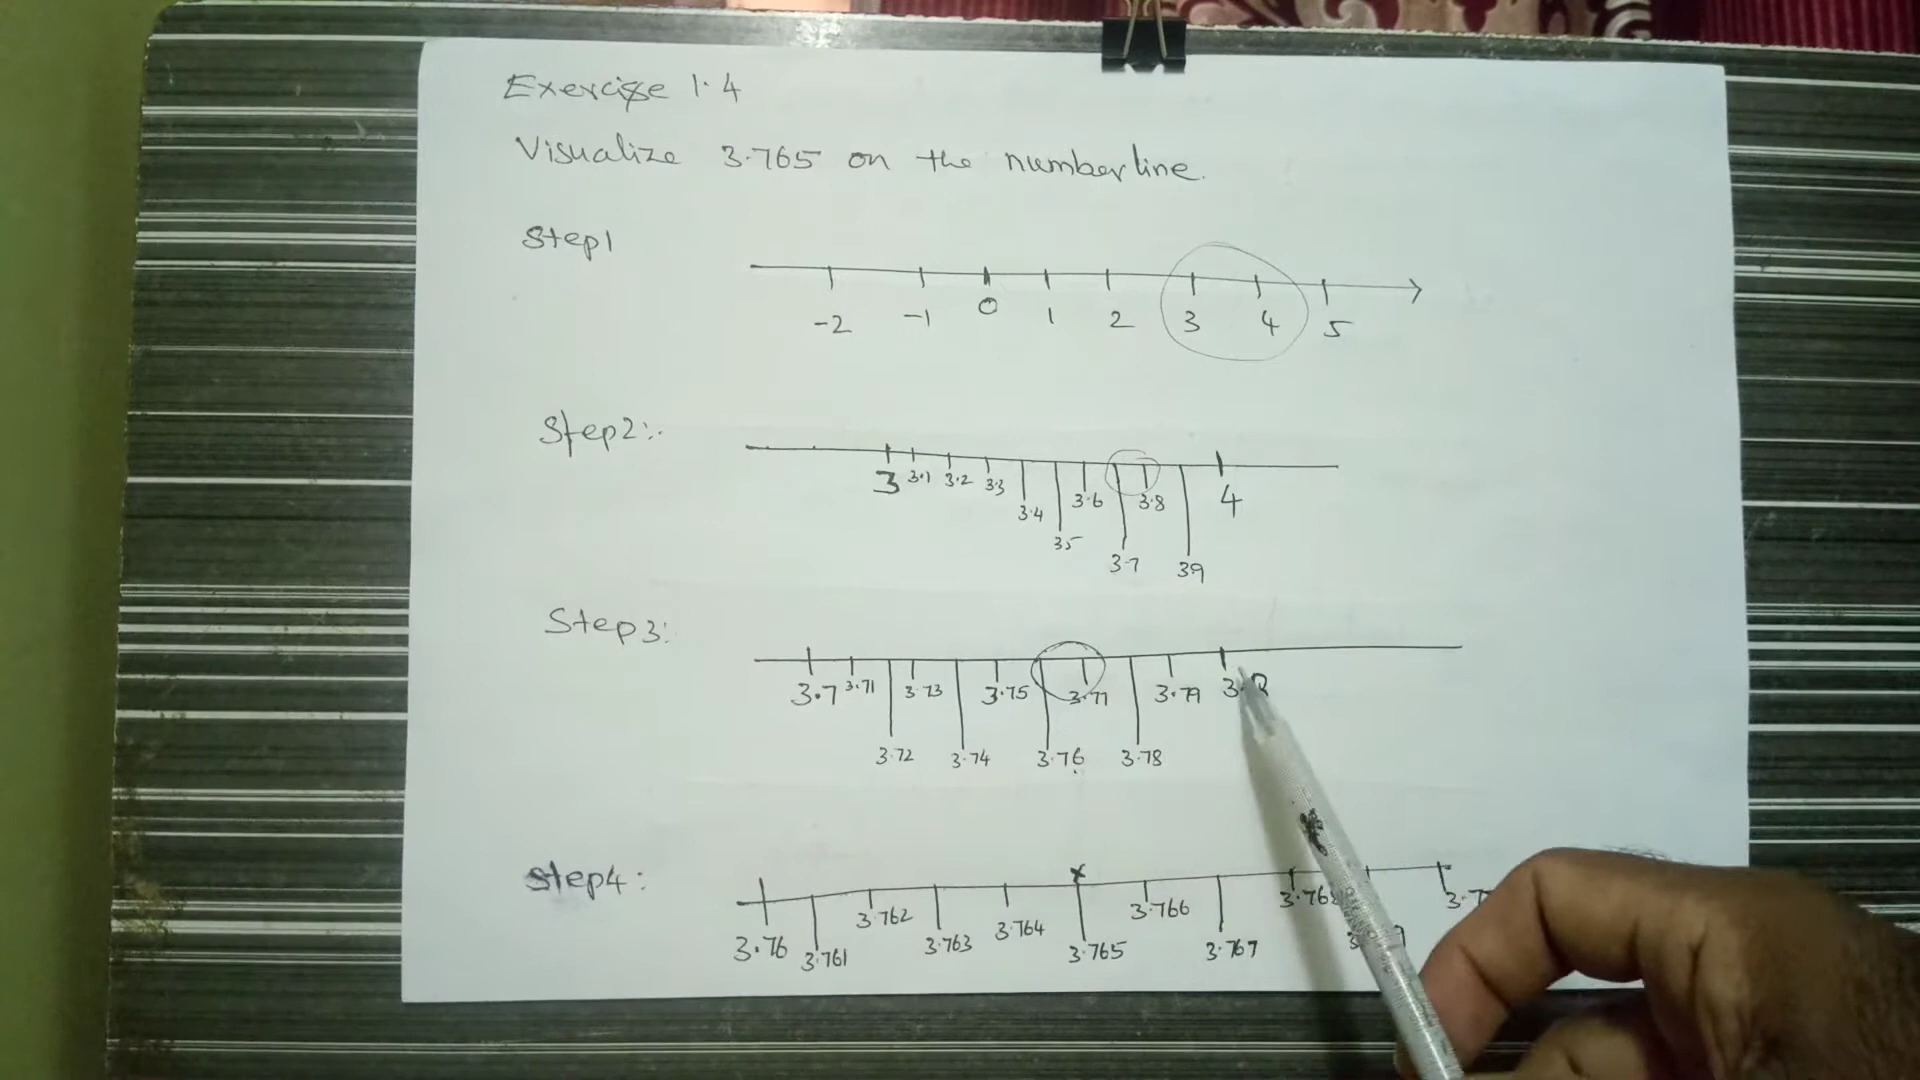 Exercise 1.4
Visualize 3.765 on the number line.
Step1
-2 -1 0 1 2 3 4 5
Step2:
3 3.1 3.2 3.3 3.4 3.5 3.6 3.7 3.8 3.9 4
Step3:
3.7 3.71 3.72 3.73 3.74 3.75 3.76 3.77 3.78 3.79
Step4:
3.76 3.761 3.762 3.763 3.764 3.765 3.766 3.767